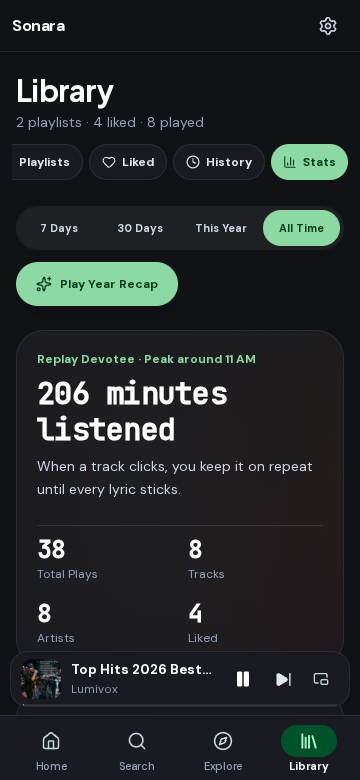 Sonara
Library
2 playlists · 4 liked · 8 played
Playlists
Liked
History
Stats
7 Days
30 Days
This Year
All Time
Play Year Recap
Replay Devotee · Peak around 11 AM
206 minutes
listened
When a track clicks, you keep it on repeat
until every lyric sticks.
38
8
Total Plays
Tracks
8
4
Artists
Liked
Top Hits 2026 Best...
Lumivox
Home
Search
Explore
Library